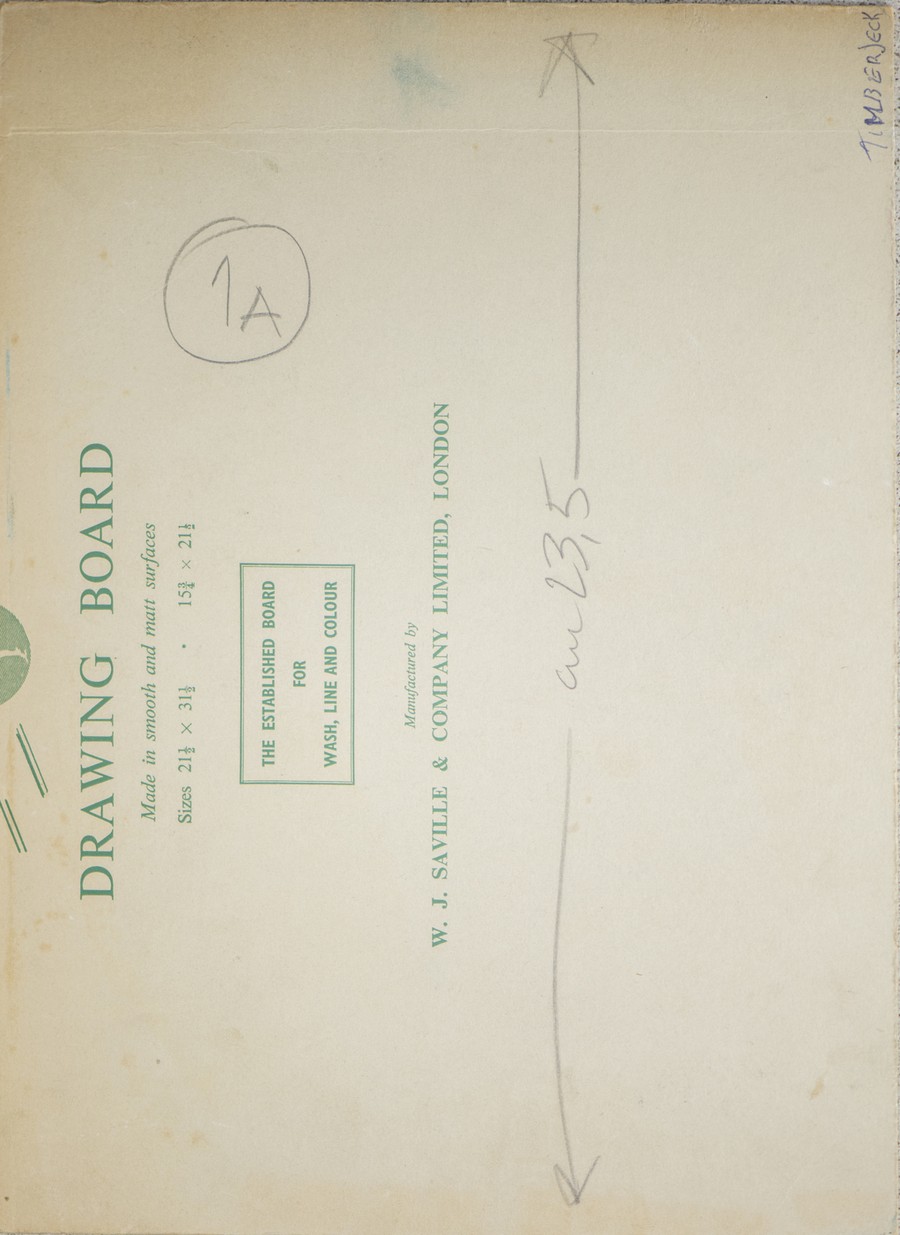 DRAWING BOARD
Made in smooth and matt surfaces
Sizes 21½ × 31½ • 15¾ × 21½
1A
THE ESTABLISHED BOARD
FOR
WASH, LINE AND COLOUR
Manufactured by
W. J. SAVILLE & COMPANY LIMITED, LONDON
cm 23,5
TIMBERJECK